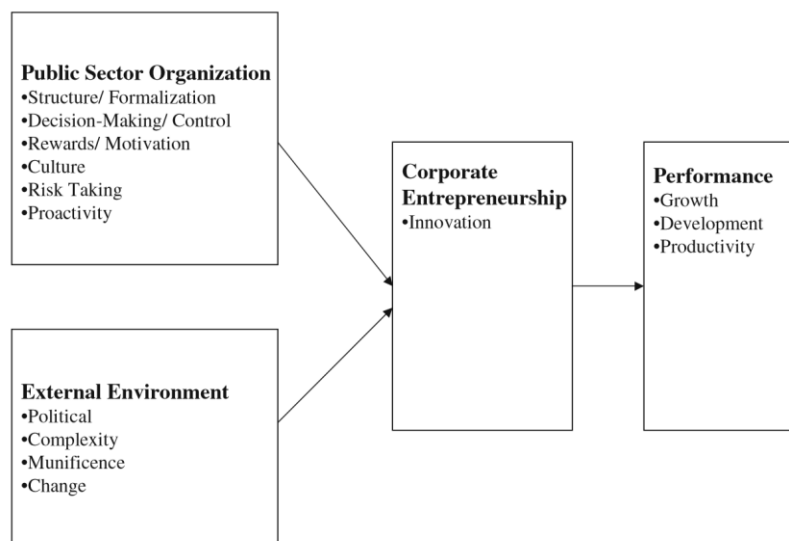 Public Sector Organization
•Structure/ Formalization
•Decision-Making/ Control
•Rewards/ Motivation
•Culture
•Risk Taking
•Proactivity
External Environment
•Political
•Complexity
•Munificence
•Change
Corporate
Entrepreneurship
•Innovation
Performance
•Growth
•Development
•Productivity